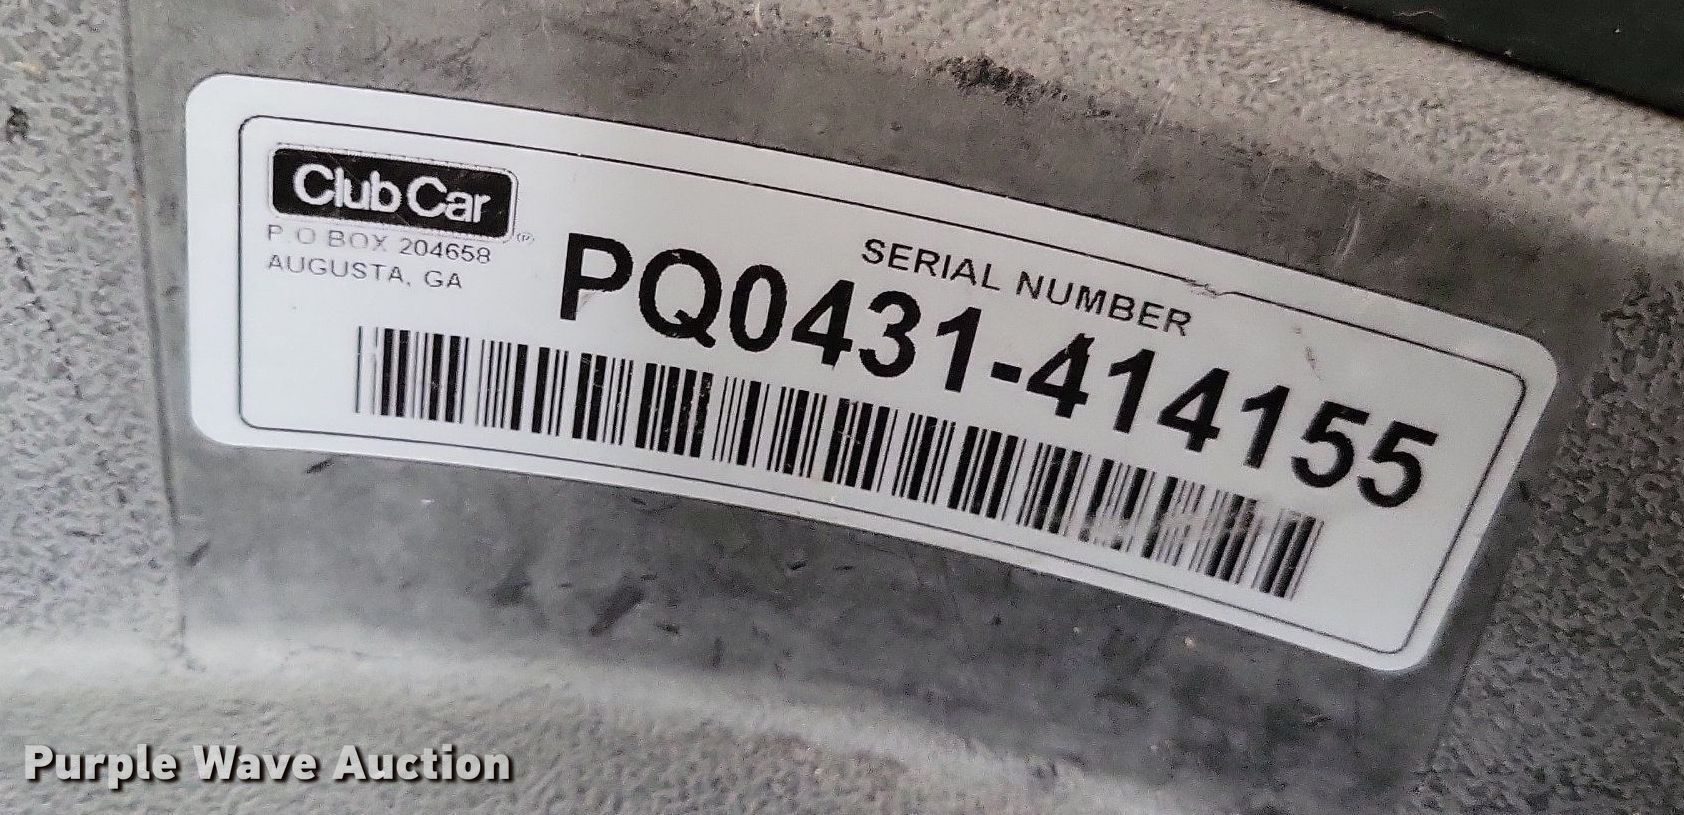 Club Car
P.O BOX 204658
AUGUSTA, GA
SERIAL NUMBER
PQ0431-414155
Purple Wave Auction